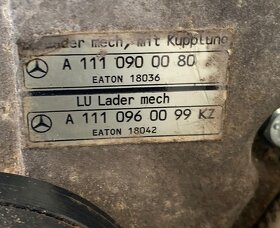 Lader mech, mit Kupplung
A 111 090 00 80
EATON 18036
LU Lader mech
A 111 096 00 99 KZ
EATON 18042